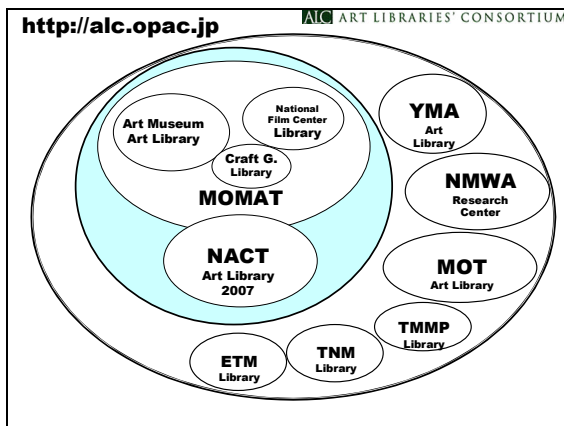 http://alc.opac.jp
ALC ART LIBRARIES' CONSORTIUM
Art Museum
Art Library
National
Film Center
Library
Craft G.
Library
MOMAT
NACT
Art Library
2007
YMA
Art
Library
NMWA
Research
Center
MOT
Art Library
TMMP
Library
TNM
Library
ETM
Library